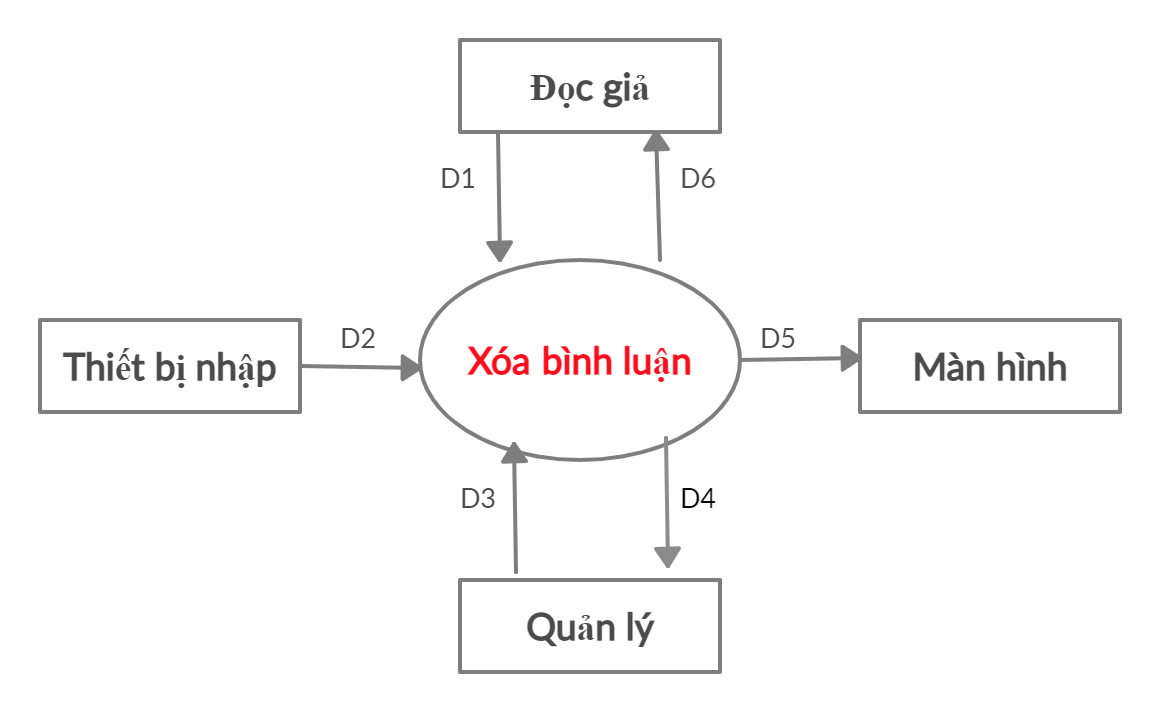 Đọc giả
D1
D6
Thiết bị nhập
D2
Xóa bình luận
D5
Màn hình
D3
D4
Quản lý